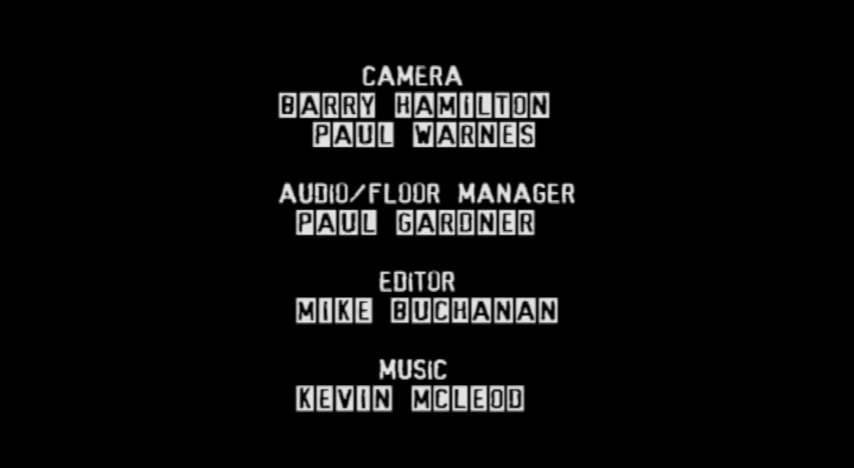 CAMERA
BARRY HAMILTON
PAUL WARNES
AUDIO/FLOOR MANAGER
PAUL GARDNER
EDITOR
MIKE BUCHANAN
MUSIC
KEVIN MCLEOD